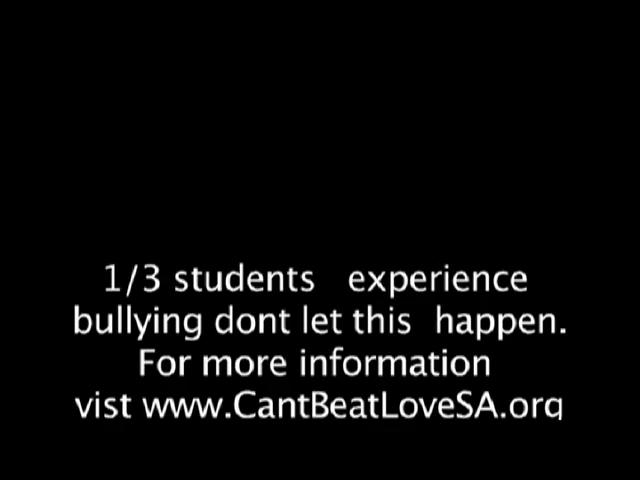 1/3 students experience
bullying dont let this happen.
For more information
vist www.CantBeatLoveSA.org